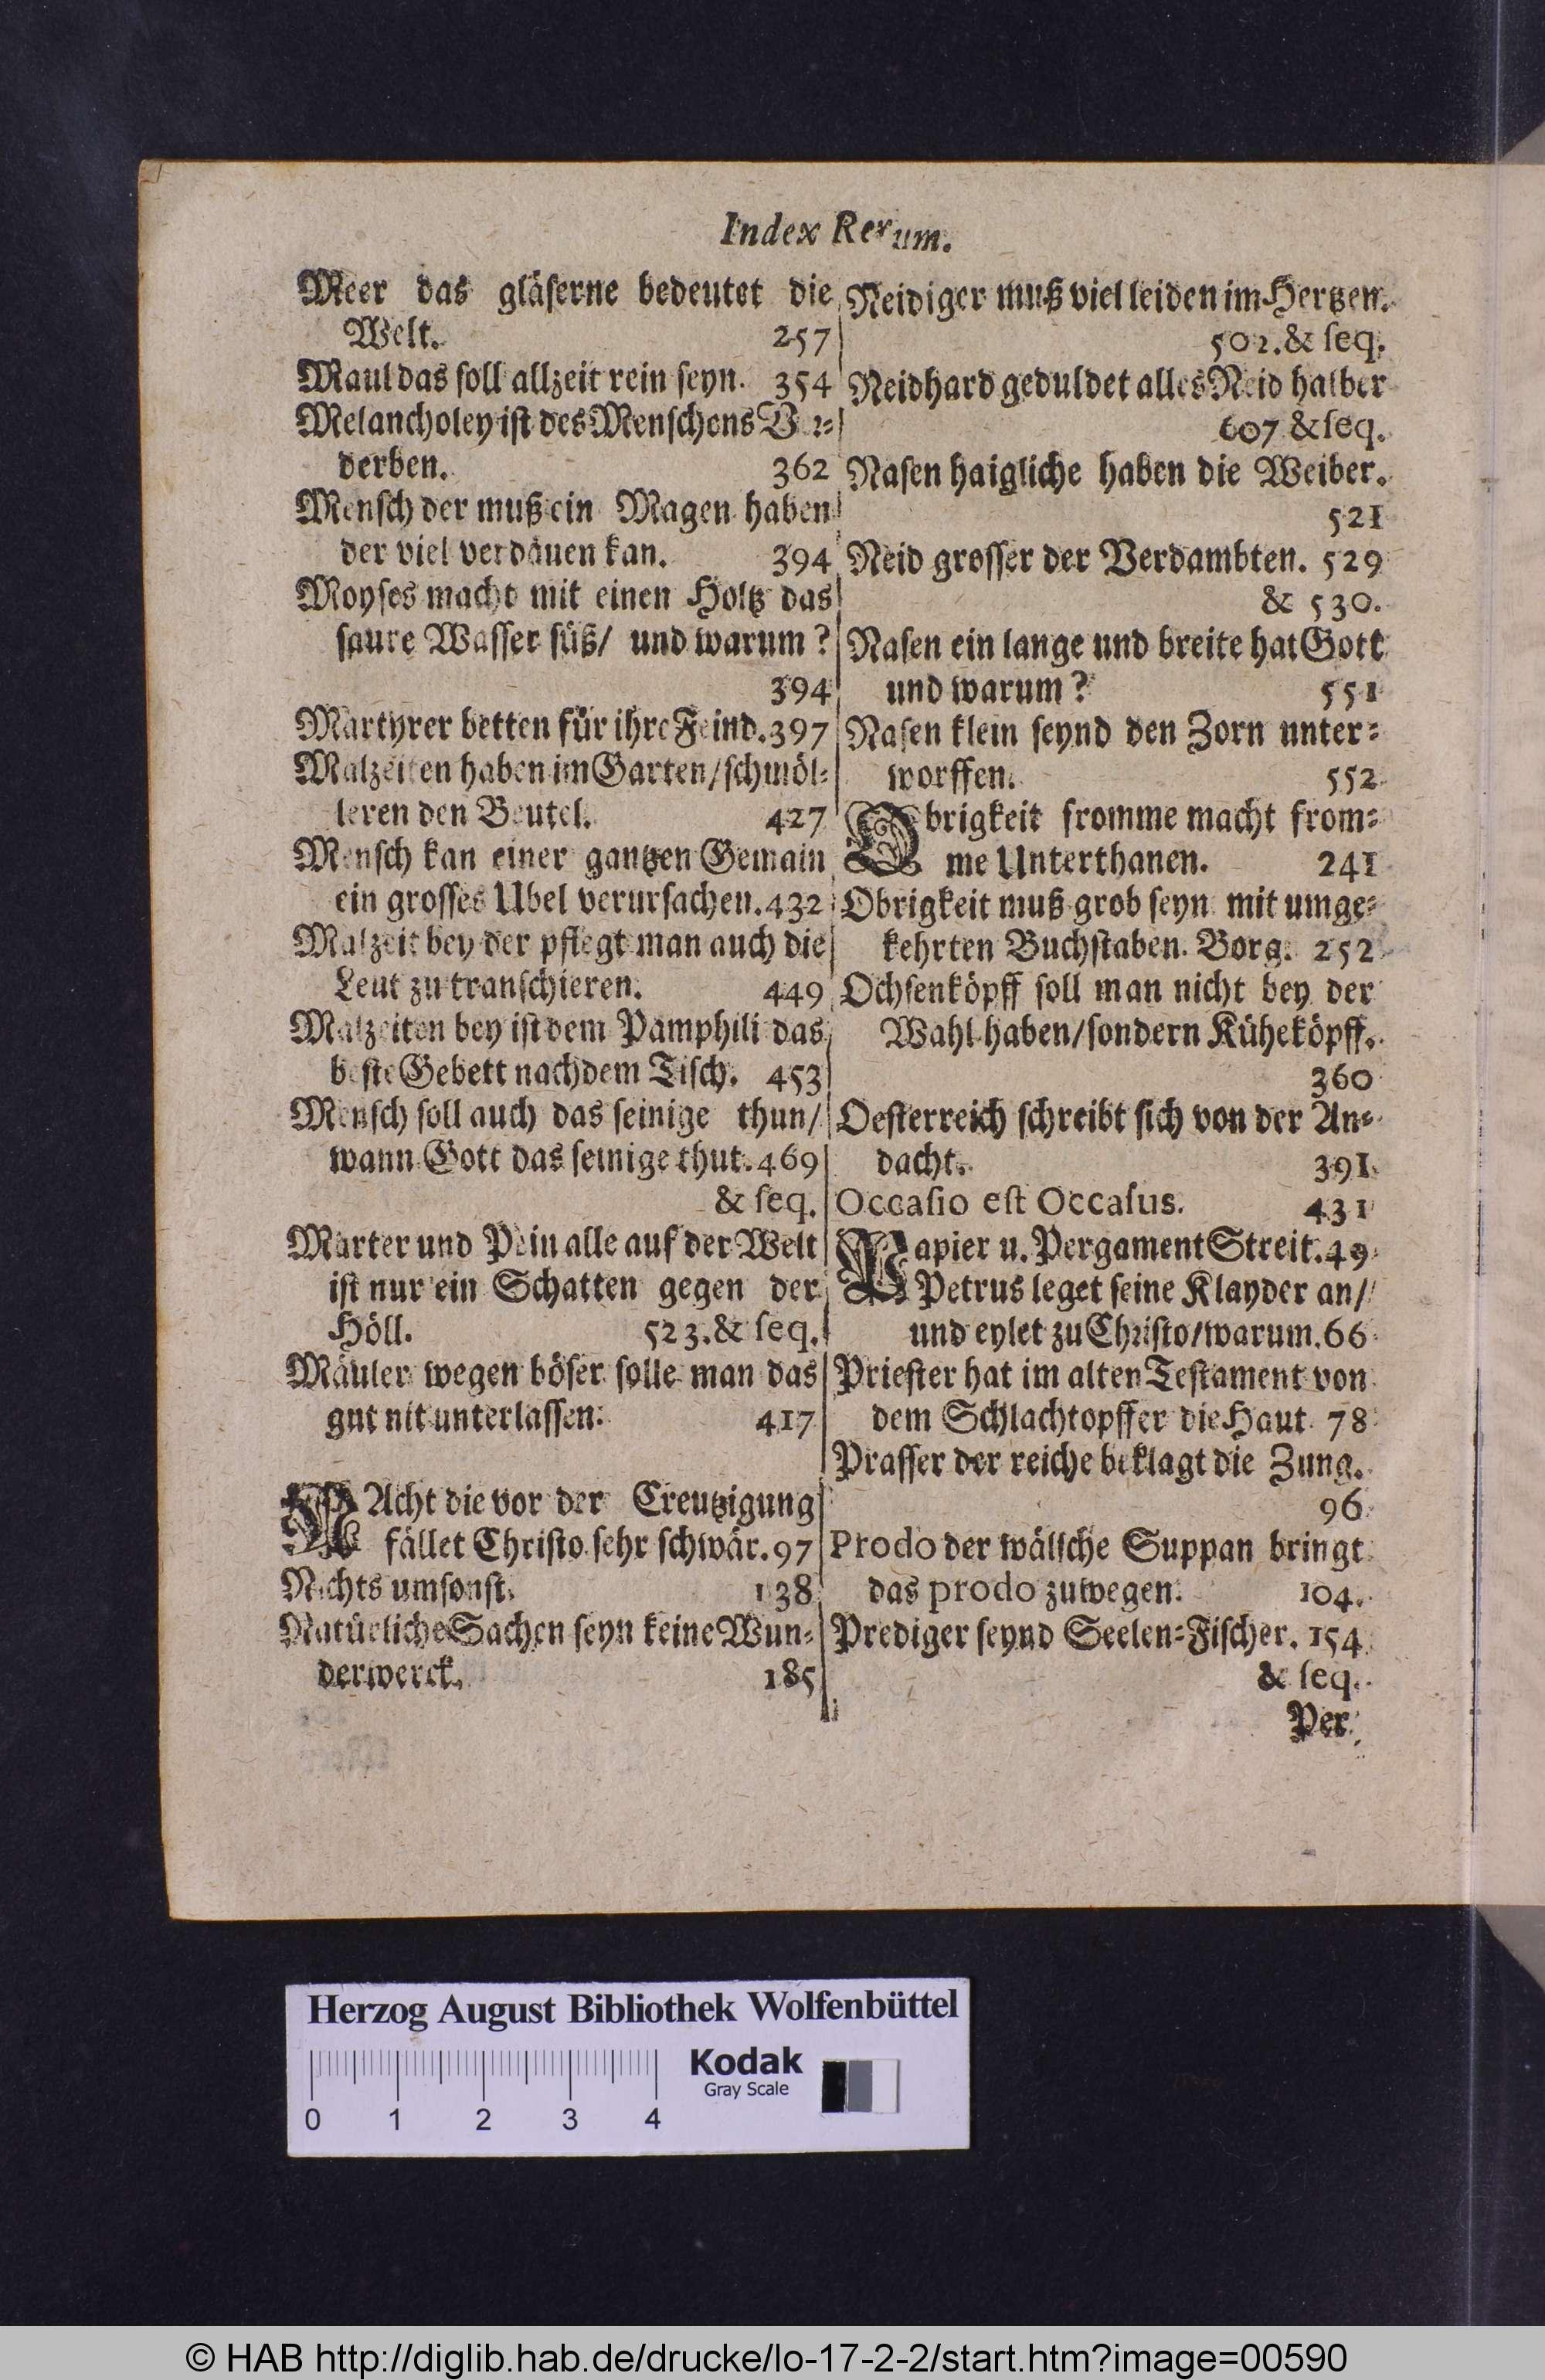 Index Rerum.
Meer das gläserne bedeutet die
Welt. 257
Maul das soll allzeit rein seyn. 354
Melancholey ist des Menschens Ver⸗
derben. 362
Mensch der muß ein Magen haben
der viel verdäuen kan. 394
Moyses macht mit einen Holtz das
saure Wasser süß/ und warum?
394
Martyrer betten für ihre Feind. 397
Malzeiten haben im Garten/ schmöl⸗
leren den Beutel. 427
Mensch kan einer gantzen Gemain
ein grosses Ubel verursachen. 432
Malzeit bey der pflegt man auch die
Leut zu transchieren. 449
Malzeiten bey ist dem Pamphili das
beste Gebett nach dem Tisch. 453
Mensch soll auch das seinige thun/
wann Gott das seinige thut. 469
& seq.
Marter und Pein alle auf der Welt
ist nur ein Schatten gegen der
Höll. 523. & seq.
Mäuler wegen böser solle man das
gut nit unterlassen. 417
NAcht die vor der Creutzigung
fället Christo sehr schwär. 97
Nichts umsonst. 138
Natürliche Sachen seyn keine Wun⸗
derwerck. 185
Neidiger muß viel leiden im Hertzen.
502. & seq.
Neidhard geduldet alles Neid halber
607 & seq.
Nasen haigliche haben die Weiber.
521
Neid grosser der Verdambten. 529
& 530.
Nasen ein lange und breite hat Gott
und warum? 551
Nasen klein seynd den Zorn unter⸗
worffen. 552
Obrigkeit fromme macht from⸗
me Unterthanen. 241
Obrigkeit muß grob seyn mit umge⸗
kehrten Buchstaben. Borg. 252
Ochsenköpff soll man nicht bey der
Wahl haben/ sondern Küheköpff.
360
Oesterreich schreibt sich von der An⸗
dacht. 391
Occasio est Occasus. 431
Papier u. Pergament Streit. 49
Petrus leget seine Klayder an/
und eylet zu Christo/ warum. 66
Priester hat im alten Testament von
dem Schlachtopffer die Haut. 78
Prasser der reiche beklagt die Zung.
96
Prodo der wälsche Suppan bringt
das prodo zuwegen. 104.
Prediger seynd Seelen⸗Fischer. 154
& seq.
Per
Herzog August Bibliothek Wolfenbüttel
Kodak
Gray Scale
0 1 2 3 4
© HAB http://diglib.hab.de/drucke/lo-17-2-2/start.htm?image=00590